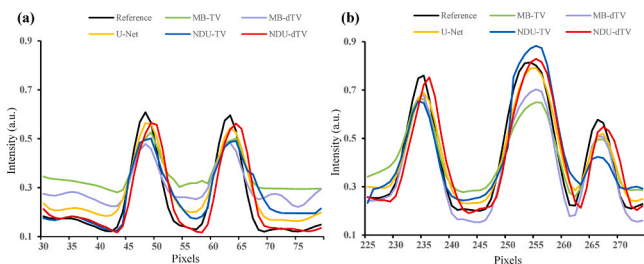 (a)
Reference MB-TV MB-dTV
U-Net NDU-TV NDU-dTV
0.9
0.7
0.5
0.3
0.1
Intensity (a.u.)
30 35 40 45 50 55 60 65 70 75
Pixels
(b)
Reference MB-TV MB-dTV
U-Net NDU-TV NDU-dTV
0.9
0.7
0.5
0.3
0.1
Intensity (a.u.)
225 230 235 240 245 250 255 260 265 270
Pixels